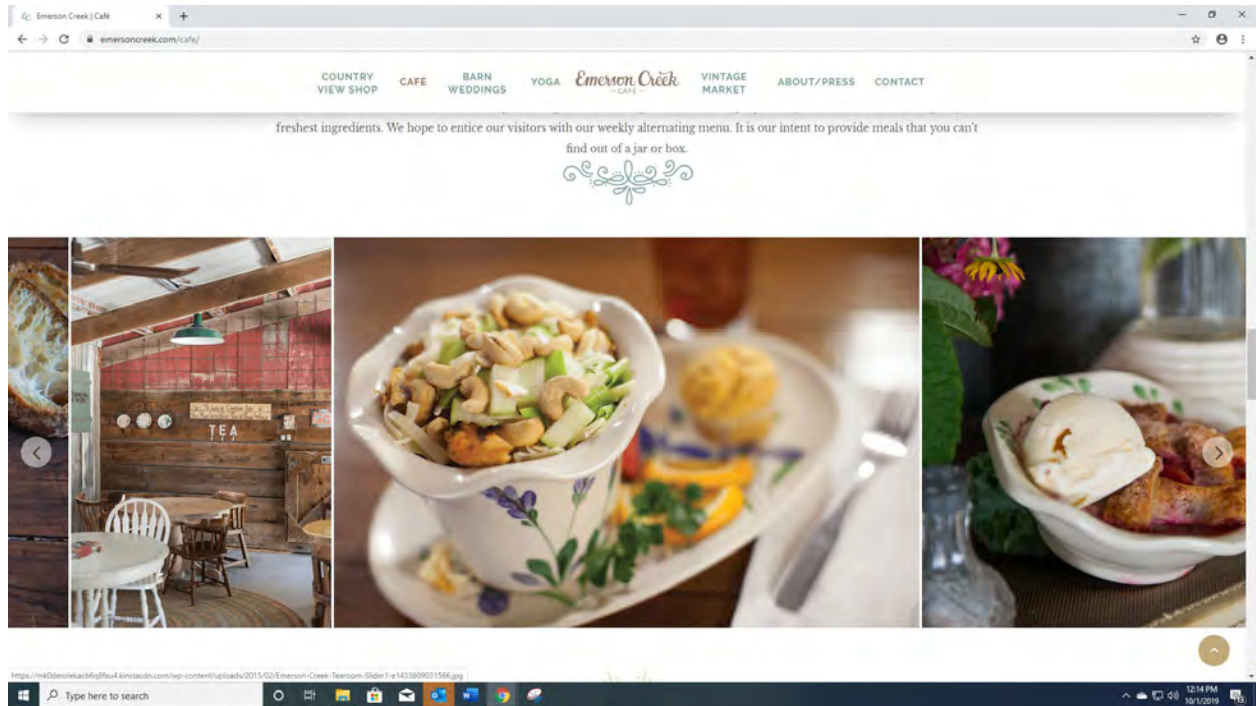 Emerson Creek | Café
emersoncreek.com/cafe/
COUNTRY
VIEW SHOP
CAFÉ
BARN
WEDDINGS
YOGA
Emerson Creek
CAFÉ
VINTAGE
MARKET
ABOUT/PRESS
CONTACT
freshest ingredients. We hope to entice our visitors with our weekly alternating menu. It is our intent to provide meals that you can't
find out of a jar or box.
TEA
Type here to search
12:14 PM
10/1/2019